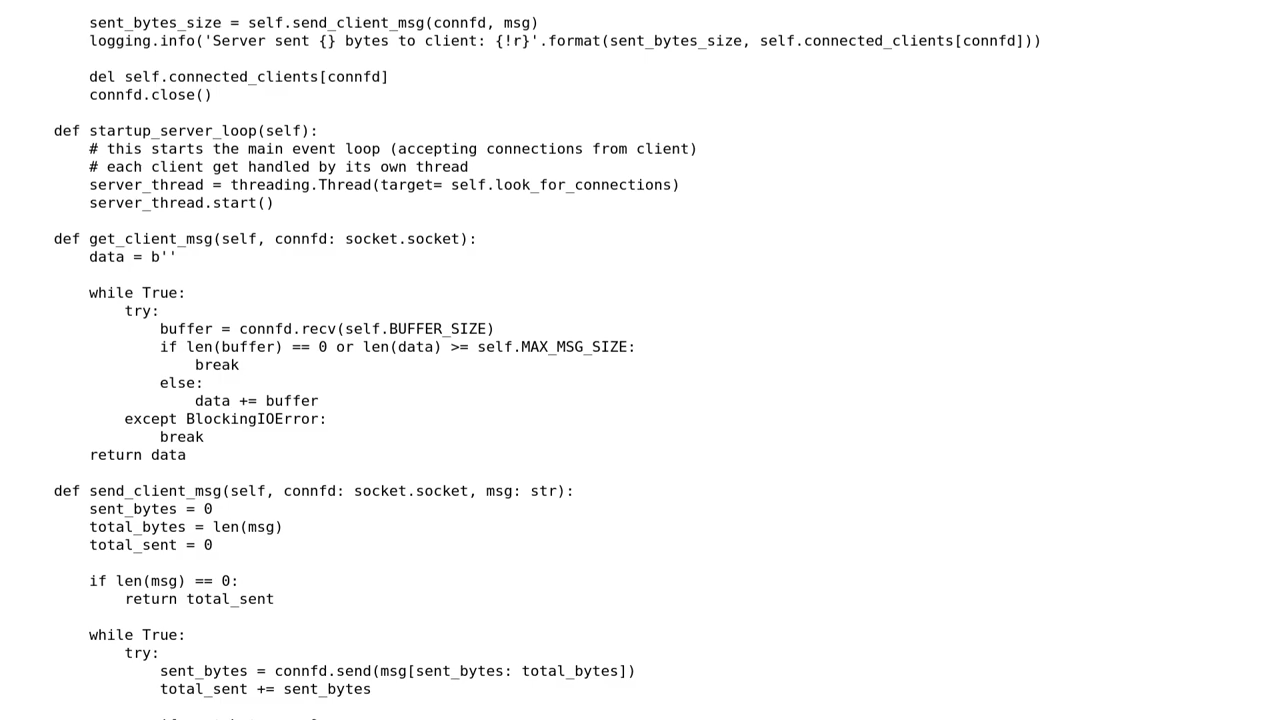 sent_bytes_size = self.send_client_msg(connfd, msg)
logging.info('Server sent {} bytes to client: {!r}'.format(sent_bytes_size, self.connected_clients[connfd]))
del self.connected_clients[connfd]
connfd.close()
def startup_server_loop(self):
# this starts the main event loop (accepting connections from client)
# each client get handled by its own thread
server_thread = threading.Thread(target= self.look_for_connections)
server_thread.start()
def get_client_msg(self, connfd: socket.socket):
data = b''
while True:
try:
buffer = connfd.recv(self.BUFFER_SIZE)
if len(buffer) == 0 or len(data) >= self.MAX_MSG_SIZE:
break
else:
data += buffer
except BlockingIOError:
break
return data
def send_client_msg(self, connfd: socket.socket, msg: str):
sent_bytes = 0
total_bytes = len(msg)
total_sent = 0
if len(msg) == 0:
return total_sent
while True:
try:
sent_bytes = connfd.send(msg[sent_bytes: total_bytes])
total_sent += sent_bytes